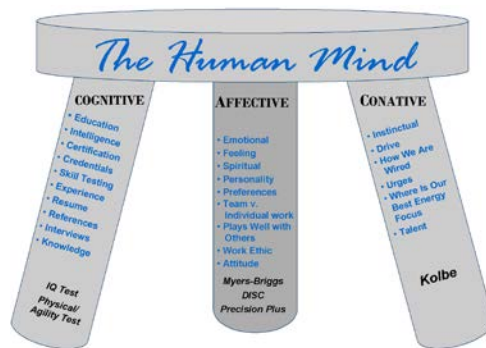 The Human Mind
COGNITIVE
• Education
• Intelligence
• Certification
• Credentials
• Skill Testing
• Experience
• Resume
• References
• Interviews
• Knowledge
IQ Test
Physical/
Agility Test
AFFECTIVE
• Emotional
• Feeling
• Spiritual
• Personality
• Preferences
• Team v.
Individual work
• Plays Well with
Others
• Work Ethic
• Attitude
Myers-Briggs
DISC
Precision Plus
CONATIVE
• Instinctual
• Drive
• How We Are
Wired
• Urges
• Where Is Our
Best Energy
Focus
• Talent
Kolbe